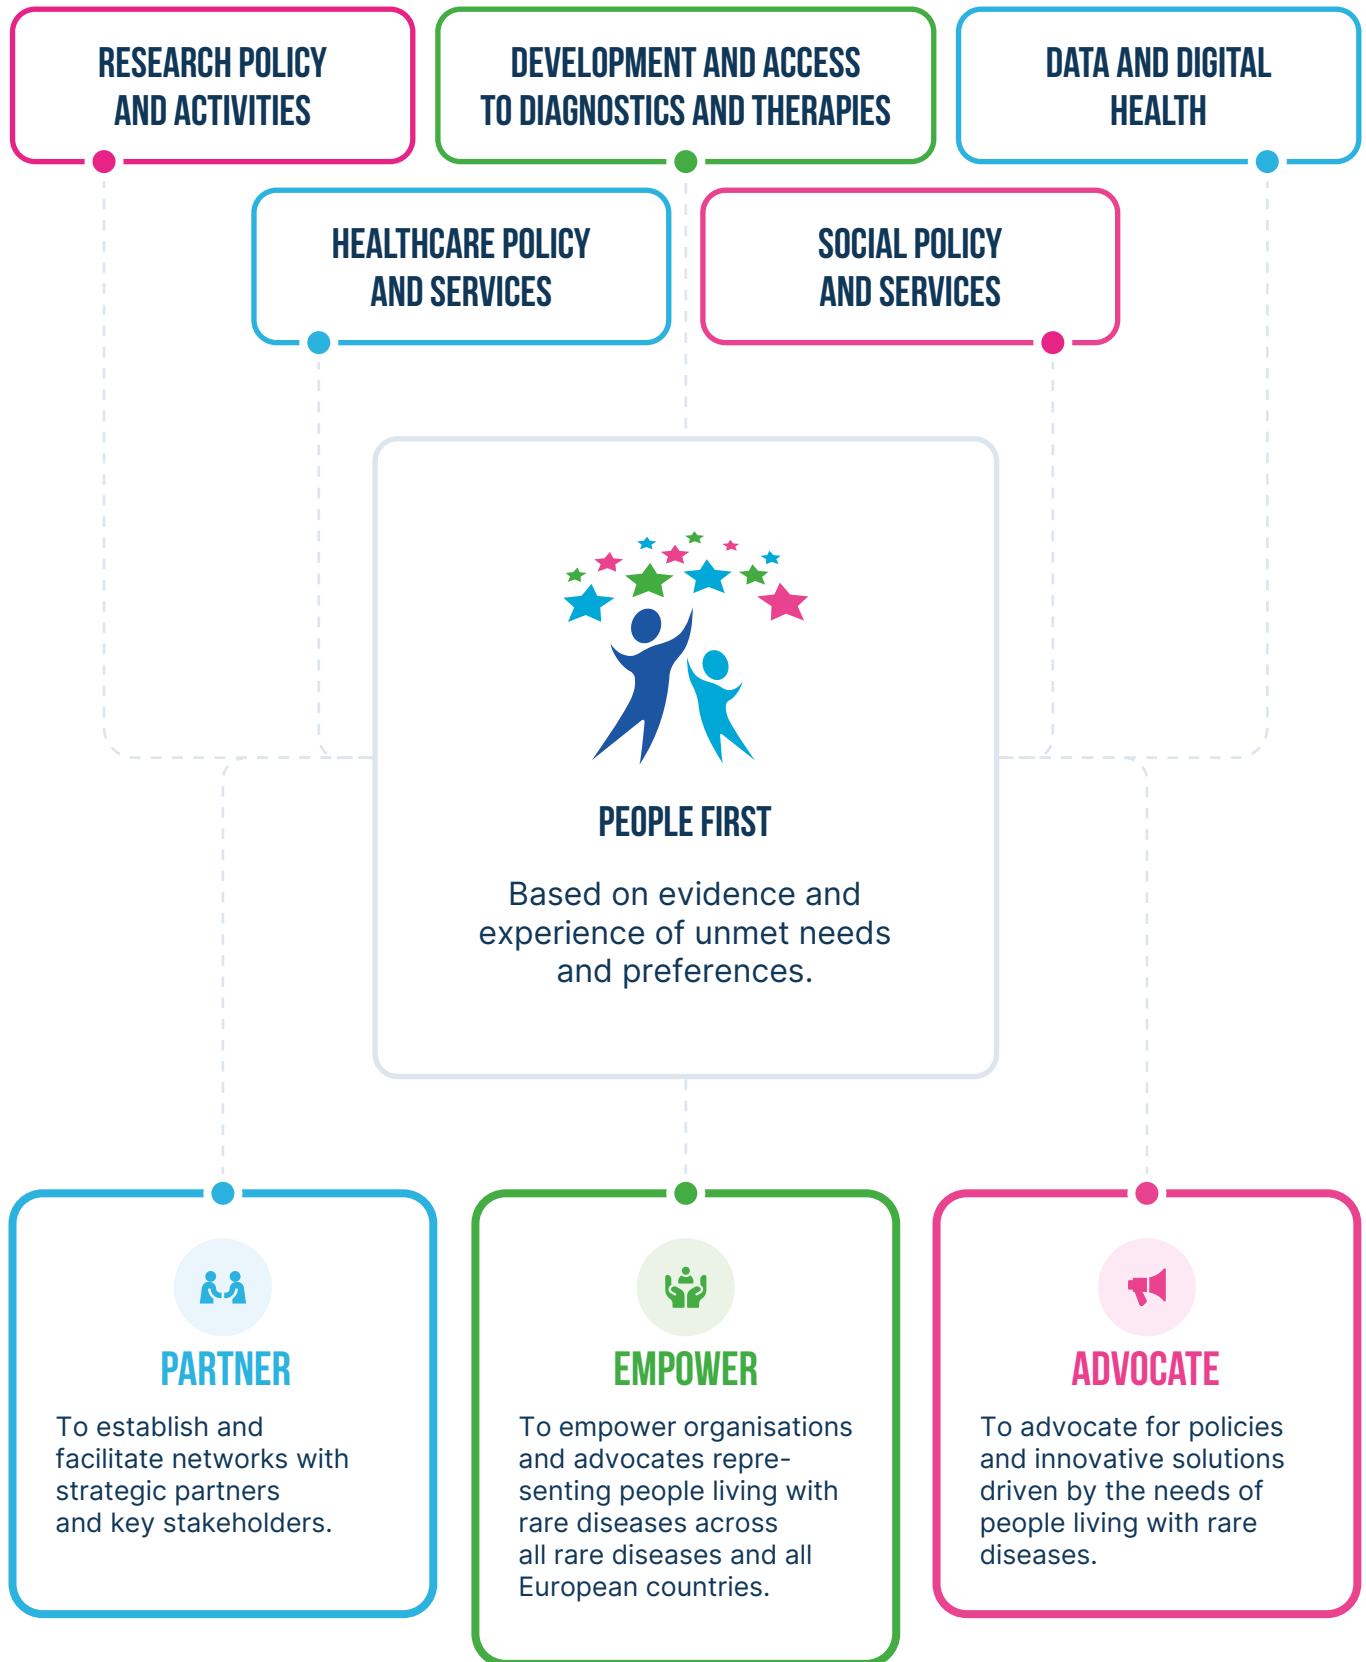 RESEARCH POLICY
AND ACTIVITIES
DEVELOPMENT AND ACCESS
TO DIAGNOSTICS AND THERAPIES
DATA AND DIGITAL
HEALTH
HEALTHCARE POLICY
AND SERVICES
SOCIAL POLICY
AND SERVICES
PEOPLE FIRST
Based on evidence and
experience of unmet needs
and preferences.
PARTNER
To establish and
facilitate networks with
strategic partners
and key stakeholders.
EMPOWER
To empower organisations
and advocates repre-
senting people living with
rare diseases across
all rare diseases and all
European countries.
ADVOCATE
To advocate for policies
and innovative solutions
driven by the needs of
people living with rare
diseases.